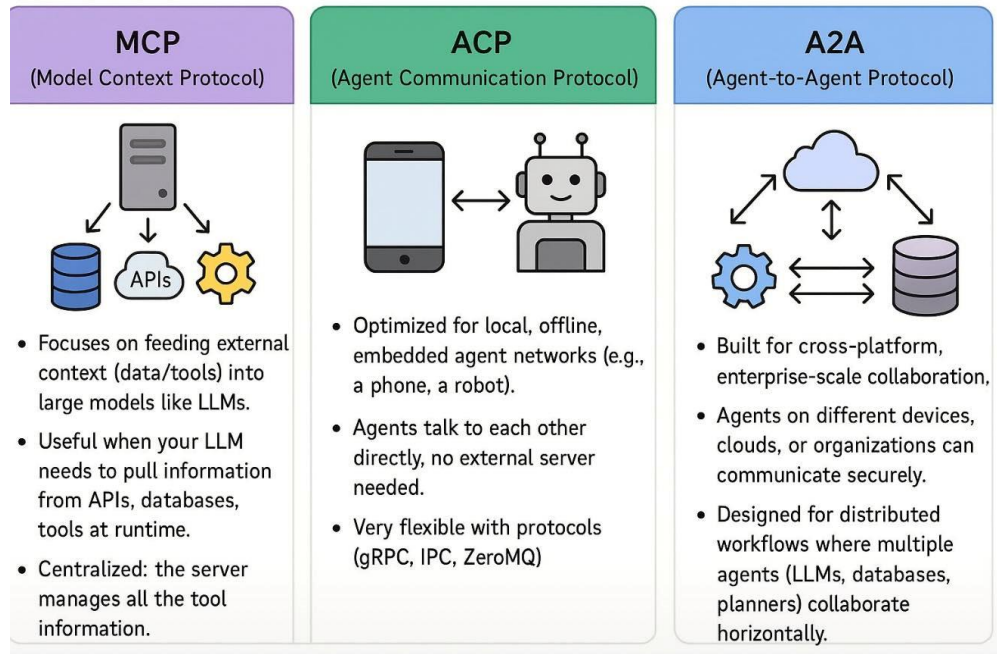 MCP
(Model Context Protocol)
APIs
• Focuses on feeding external
context (data/tools) into
large models like LLMs.
• Useful when your LLM
needs to pull information
from APIs, databases,
tools at runtime.
• Centralized: the server
manages all the tool
information.
ACP
(Agent Communication Protocol)
• Optimized for local, offline,
embedded agent networks (e.g.,
a phone, a robot).
• Agents talk to each other
directly, no external server
needed.
• Very flexible with protocols
(gRPC, IPC, ZeroMQ)
A2A
(Agent-to-Agent Protocol)
• Built for cross-platform,
enterprise-scale collaboration,
• Agents on different devices,
clouds, or organizations can
communicate securely.
• Designed for distributed
workflows where multiple
agents (LLMs, databases,
planners) collaborate
horizontally.